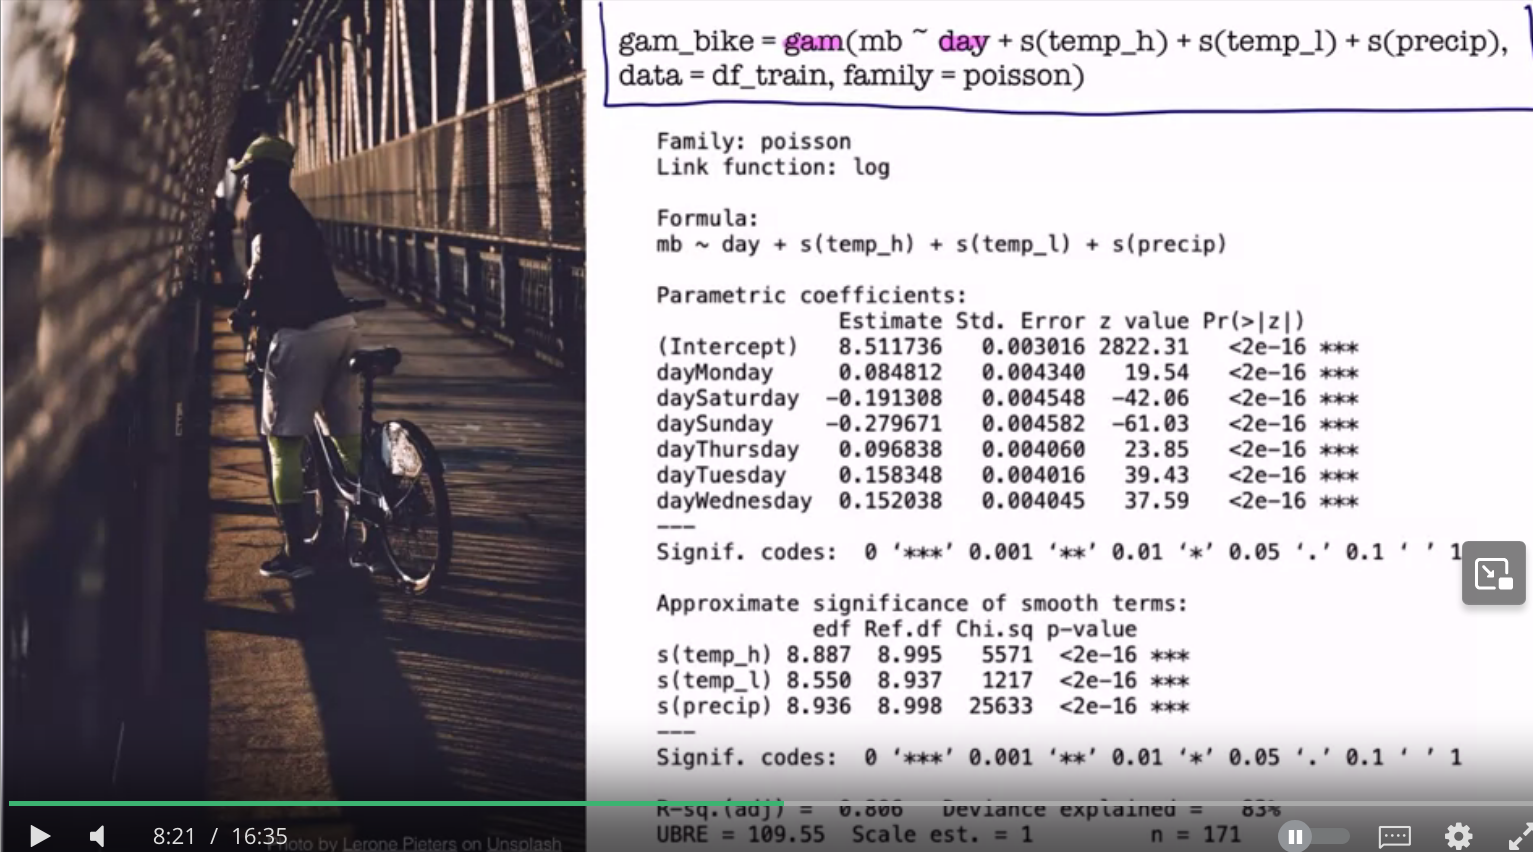 gam_bike = gam(mb ~ day + s(temp_h) + s(temp_l) + s(precip),
data = df_train, family = poisson)
Family: poisson
Link function: log
Formula:
mb ~ day + s(temp_h) + s(temp_l) + s(precip)
Parametric coefficients:
Estimate Std. Error z value Pr(>|z|)
(Intercept) 8.511736 0.003016 2822.31 <2e-16 ***
dayMonday 0.084812 0.004340 19.54 <2e-16 ***
daySaturday -0.191308 0.004548 -42.06 <2e-16 ***
daySunday -0.279671 0.004582 -61.03 <2e-16 ***
dayThursday 0.096838 0.004060 23.85 <2e-16 ***
dayTuesday 0.158348 0.004016 39.43 <2e-16 ***
dayWednesday 0.152038 0.004045 37.59 <2e-16 ***
---
Signif. codes: 0 ‘***’ 0.001 ‘**’ 0.01 ‘*’ 0.05 ‘.’ 0.1 ‘ ’ 1
Approximate significance of smooth terms:
edf Ref.df Chi.sq p-value
s(temp_h) 8.887 8.995 5571 <2e-16 ***
s(temp_l) 8.550 8.937 1217 <2e-16 ***
s(precip) 8.936 8.998 25633 <2e-16 ***
---
Signif. codes: 0 ‘***’ 0.001 ‘**’ 0.01 ‘*’ 0.05 ‘.’ 0.1 ‘ ’ 1
R-sq.(adj) = 0.806 Deviance explained = 83%
UBRE = 109.55 Scale est. = 1 n = 171
8:21 / 16:35
Photo by Lerone Pieters on Unsplash